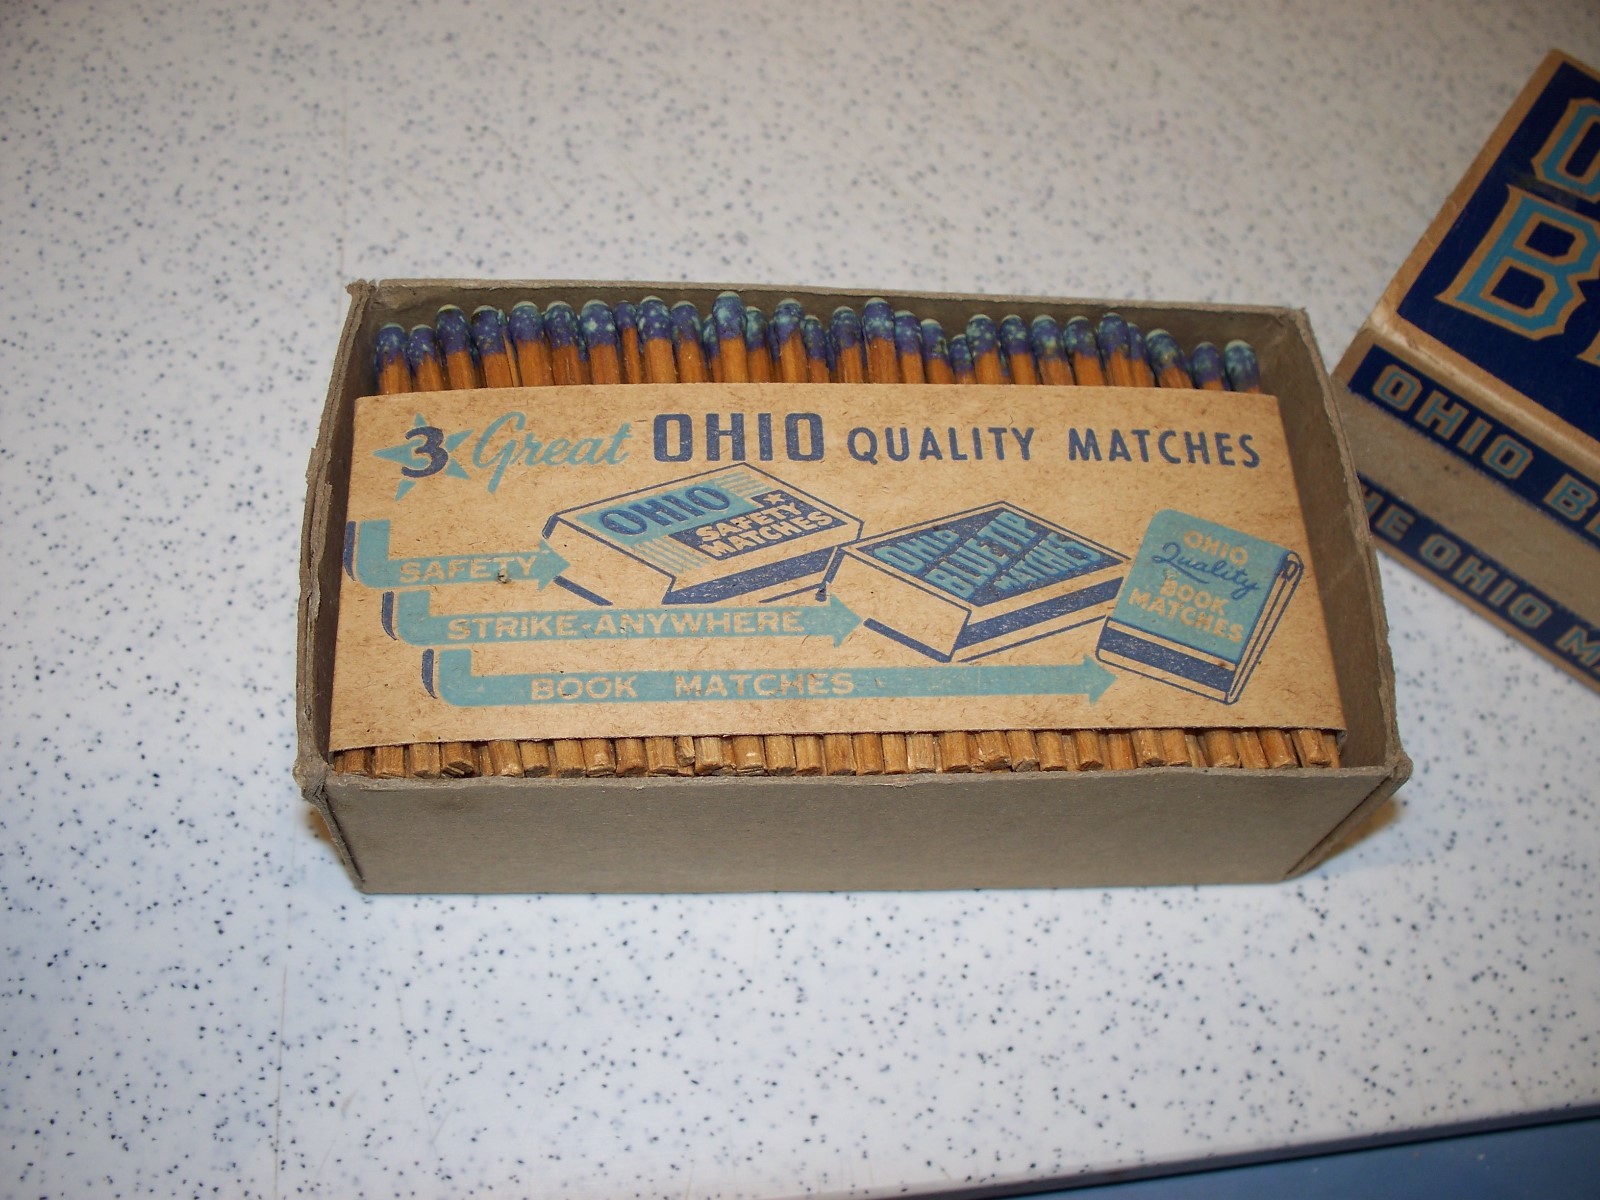 3 Great OHIO QUALITY MATCHES
OHIO
SAFETY
MATCHES
OHIO
BLUE TIP
MATCHES
OHIO
Quality
BOOK
MATCHES
SAFETY
STRIKE-ANYWHERE
BOOK MATCHES
O
B
OHIO B
HE OHIO M